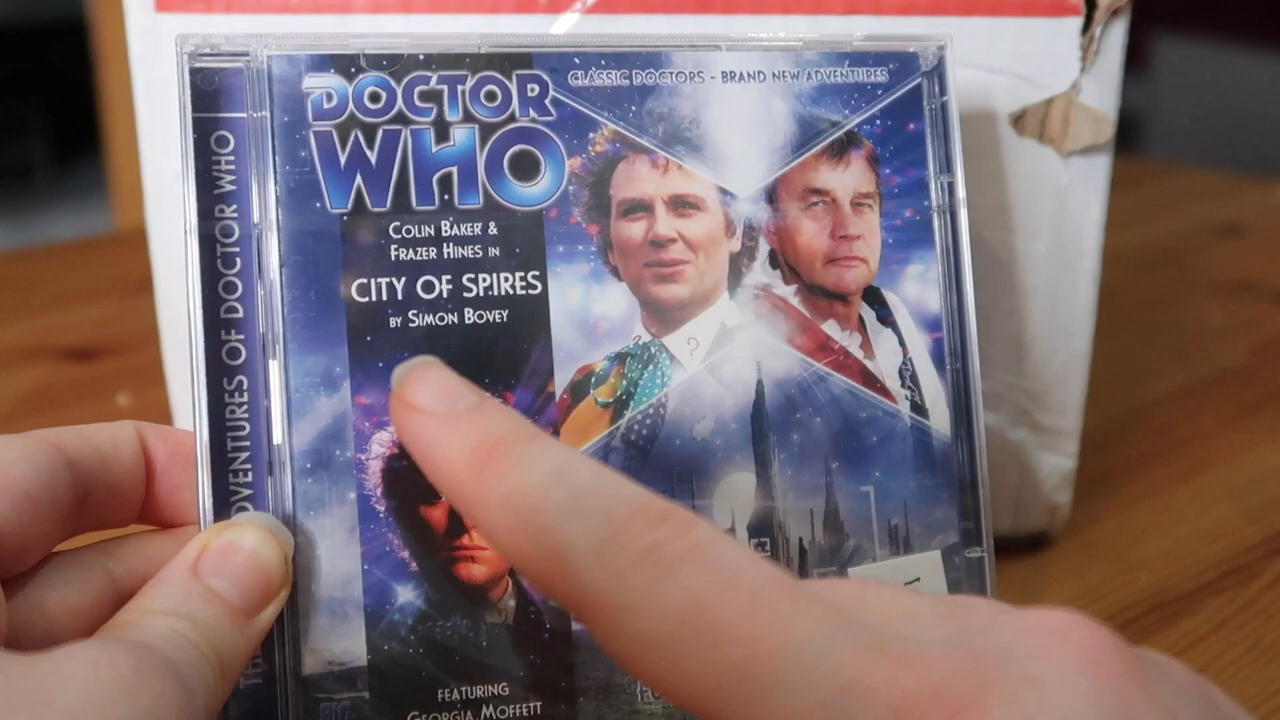 DOCTOR
WHO
CLASSIC DOCTORS - BRAND NEW ADVENTURES
COLIN BAKER &
FRAZER HINES IN
CITY OF SPIRES
BY SIMON BOVEY
FEATURING
GEORGIA MOFFETT
ADVENTURES OF DOCTOR WHO
BIG